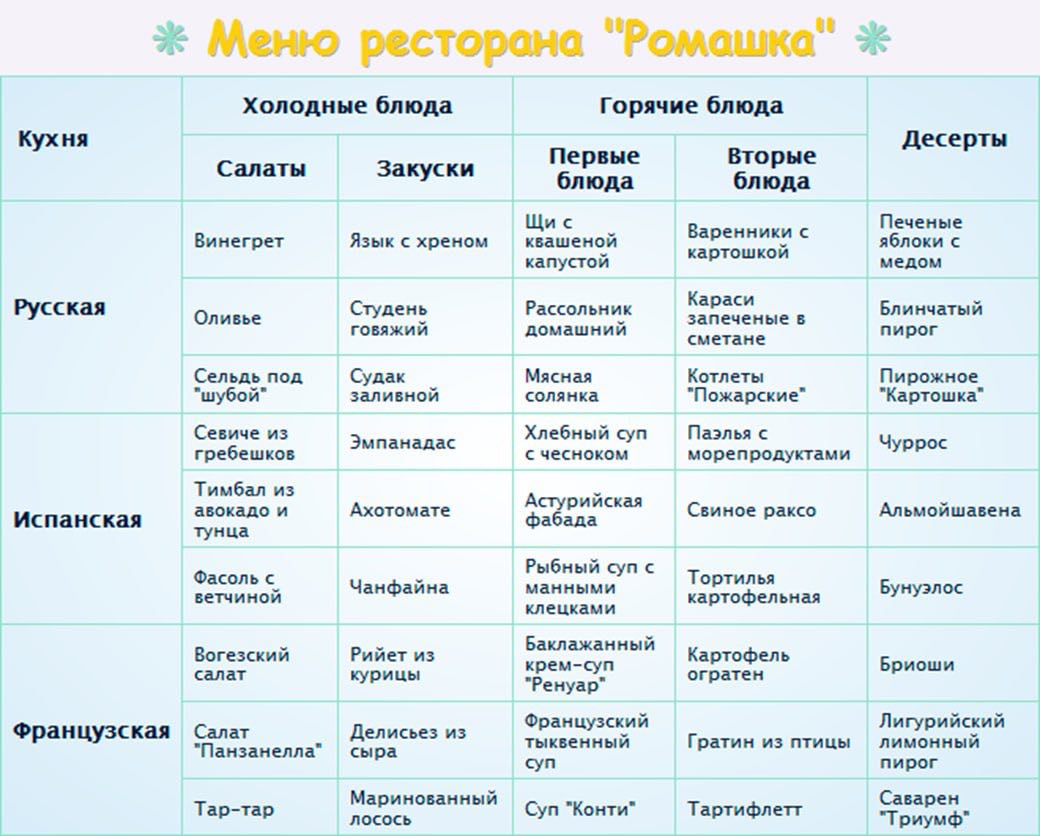 Меню ресторана "Ромашка"
Кухня
Холодные блюда
Горячие блюда
Десерты
Салаты
Закуски
Первые
блюда
Вторые
блюда
Русская
Винегрет
Язык с хреном
Щи с
квашеной
капустой
Варенники с
картошкой
Печеные
яблоки с
медом
Оливье
Студень
говяжий
Рассольник
домашний
Караси
запеченые в
сметане
Блинчатый
пирог
Сельдь под
"шубой"
Судак
заливной
Мясная
солянка
Котлеты
"Пожарские"
Пирожное
"Картошка"
Испанская
Севиче из
гребешков
Эмпанадас
Хлебный суп
с чесноком
Паэлья с
морепродуктами
Чуррос
Тимбал из
авокадо и
тунца
Ахотомате
Астурийская
фабада
Свиное раксо
Альмойшавена
Фасоль с
ветчиной
Чанфайна
Рыбный суп с
манными
клецками
Тортилья
картофельная
Бунуэлос
Французская
Вогезский
салат
Рийет из
курицы
Баклажанный
крем-суп
"Ренуар"
Картофель
огратен
Бриоши
Салат
"Панзанелла"
Делисьез из
сыра
Французский
тыквенный
суп
Гратин из птицы
Лигурийский
лимонный
пирог
Тар-тар
Маринованный
лосось
Суп "Конти"
Тартифлетт
Саварен
"Триумф"